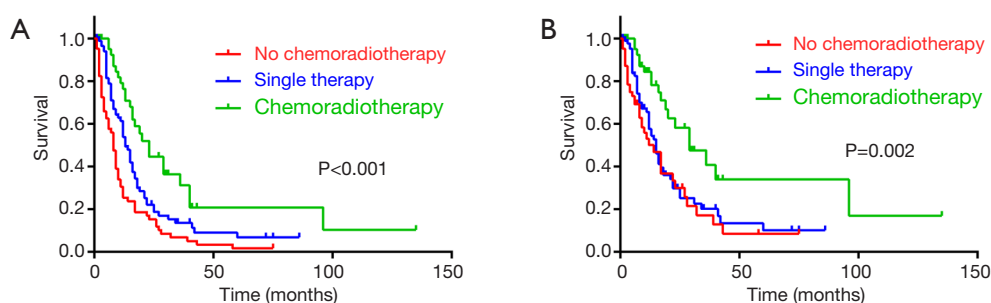 A
Survival
1.0
0.8
0.6
0.4
0.2
0.0
0
50
100
150
Time (months)
No chemoradiotherapy
Single therapy
Chemoradiotherapy
P<0.001
B
Survival
1.0
0.8
0.6
0.4
0.2
0.0
0
50
100
150
Time (months)
No chemoradiotherapy
Single therapy
Chemoradiotherapy
P=0.002